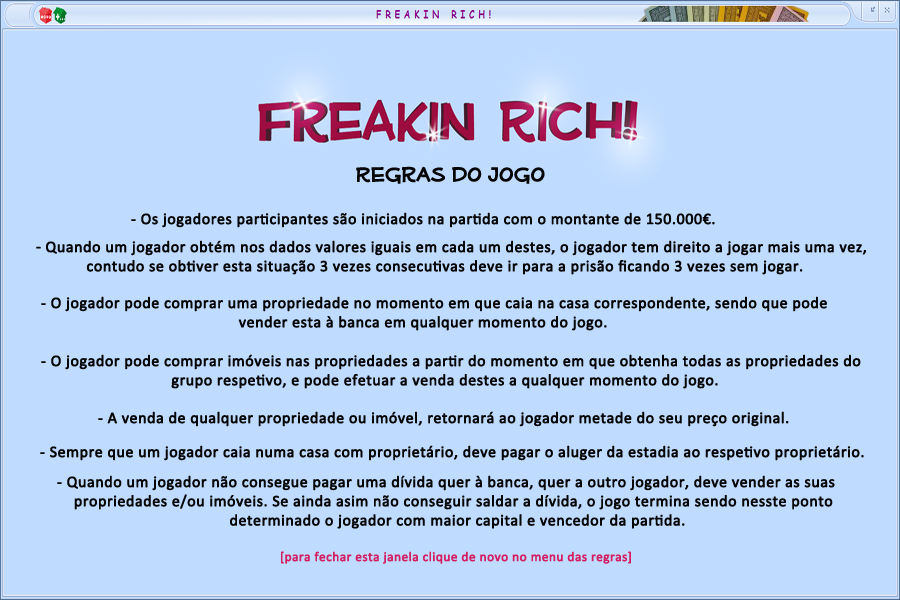 FREAKIN RICH!
FREAKIN RICH!
REGRAS DO JOGO
- Os jogadores participantes são iniciados na partida com o montante de 150.000€.
- Quando um jogador obtém nos dados valores iguais em cada um destes, o jogador tem direito a jogar mais uma vez,
contudo se obtiver esta situação 3 vezes consecutivas deve ir para a prisão ficando 3 vezes sem jogar.
- O jogador pode comprar uma propriedade no momento em que caia na casa correspondente, sendo que pode
vender esta à banca em qualquer momento do jogo.
- O jogador pode comprar imóveis nas propriedades a partir do momento em que obtenha todas as propriedades do
grupo respetivo, e pode efetuar a venda destes a qualquer momento do jogo.
- A venda de qualquer propriedade ou imóvel, retornará ao jogador metade do seu preço original.
- Sempre que um jogador caia numa casa com proprietário, deve pagar o aluger da estadia ao respetivo proprietário.
- Quando um jogador não consegue pagar uma dívida quer à banca, quer a outro jogador, deve vender as suas
propriedades e/ou imóveis. Se ainda asim não conseguir saldar a dívida, o jogo termina sendo nesste ponto
determinado o jogador com maior capital e vencedor da partida.
[para fechar esta janela clique de novo no menu das regras]